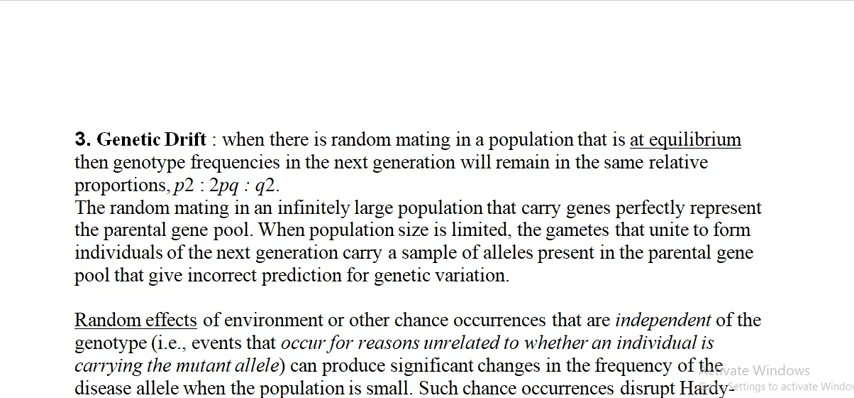 3. Genetic Drift : when there is random mating in a population that is at equilibrium
then genotype frequencies in the next generation will remain in the same relative
proportions, p2 : 2pq : q2.
The random mating in an infinitely large population that carry genes perfectly represent
the parental gene pool. When population size is limited, the gametes that unite to form
individuals of the next generation carry a sample of alleles present in the parental gene
pool that give incorrect prediction for genetic variation.
Random effects of environment or other chance occurrences that are independent of the
genotype (i.e., events that occur for reasons unrelated to whether an individual is
carrying the mutant allele) can produce significant changes in the frequency of the
disease allele when the population is small. Such chance occurrences disrupt Hardy-
Activate Windows
Settings to activate Windo